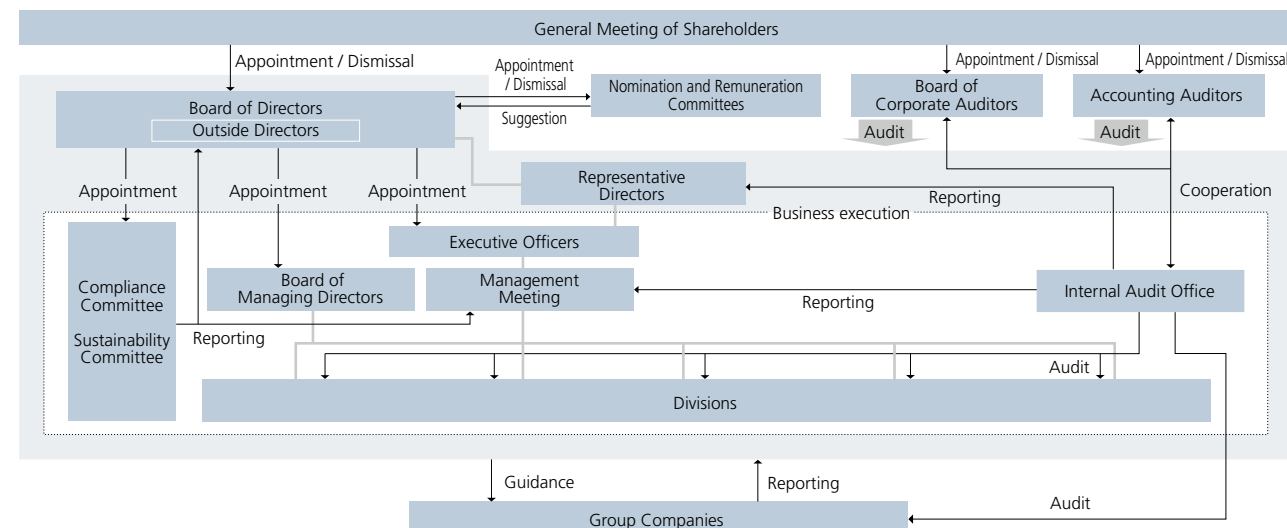 General Meeting of Shareholders
Appointment / Dismissal
Appointment
/ Dismissal
Suggestion
Appointment / Dismissal
Appointment / Dismissal
Board of Directors
Outside Directors
Nomination and Remuneration
Committees
Board of
Corporate Auditors
Accounting Auditors
Audit
Audit
Appointment
Appointment
Appointment
Representative
Directors
Reporting
Cooperation
Business execution
Executive Officers
Compliance
Committee
Sustainability
Committee
Board of
Managing Directors
Management
Meeting
Reporting
Internal Audit Office
Reporting
Audit
Divisions
Guidance
Reporting
Audit
Group Companies